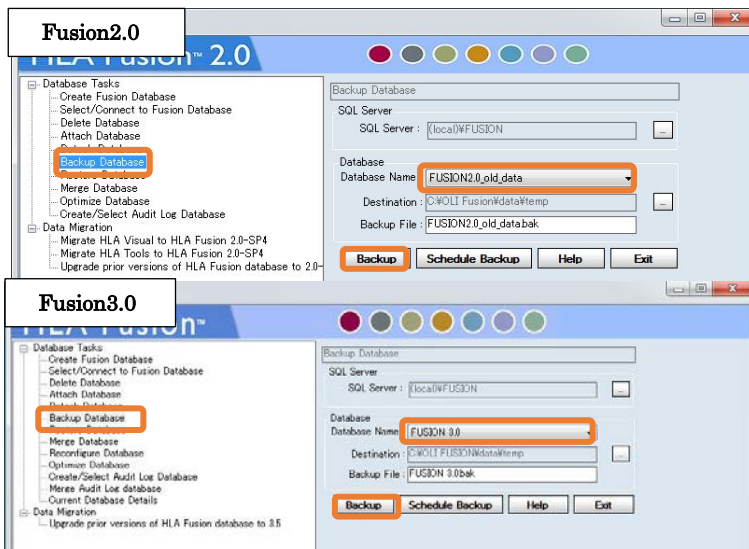 Fusion2.0
HLA Fusion™ 2.0
Database Tasks
Create Fusion Database
Select/Connect to Fusion Database
Delete Database
Attach Database
Detach Database
Backup Database
Restore Database
Merge Database
Optimize Database
Create/Select Audit Log Database
Data Migration
Migrate HLA Visual to HLA Fusion 2.0-SP4
Migrate HLA Tools to HLA Fusion 2.0-SP4
Upgrade prior versions of HLA Fusion database to 2.0-
Backup Database
SQL Server
SQL Server : (local)¥FUSION
...
Database
Database Name FUSION2.0_old_data
Destination : C:¥OLI Fusion¥data¥temp
...
Backup File : FUSION2.0_old_data.bak
Backup Schedule Backup Help Exit
Fusion3.0
HLA Fusion™
Database Tasks
Create Fusion Database
Select/Connect to Fusion Database
Delete Database
Attach Database
Detach Database
Backup Database
Merge Database
Reconfigure Database
Optimize Database
Create/Select Audit Log Database
Merge Audit Log database
Current Database Details
Data Migration
Upgrade prior versions of HLA Fusion database to 3.5
Backup Database
SQL Server
SQL Server : (local)¥FUSION
...
Database
Database Name FUSION 3.0
Destination : C:¥OLI FUSION¥data¥temp
...
Backup File : FUSION 3.0.bak
Backup Schedule Backup Help Exit